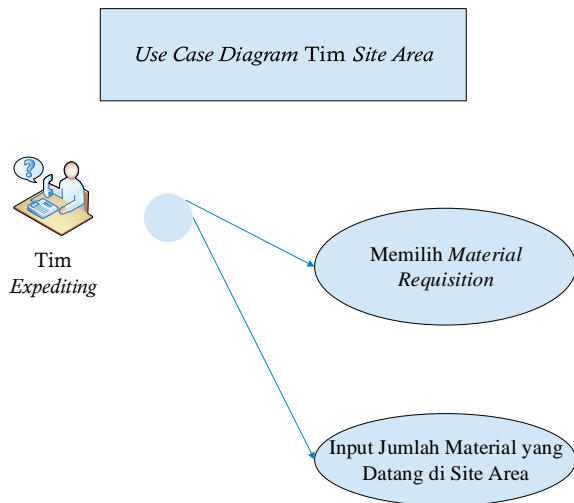 Use Case Diagram Tim Site Area
?
Tim
Expediting
Memilih Material
Requisition
Input Jumlah Material yang
Datang di Site Area